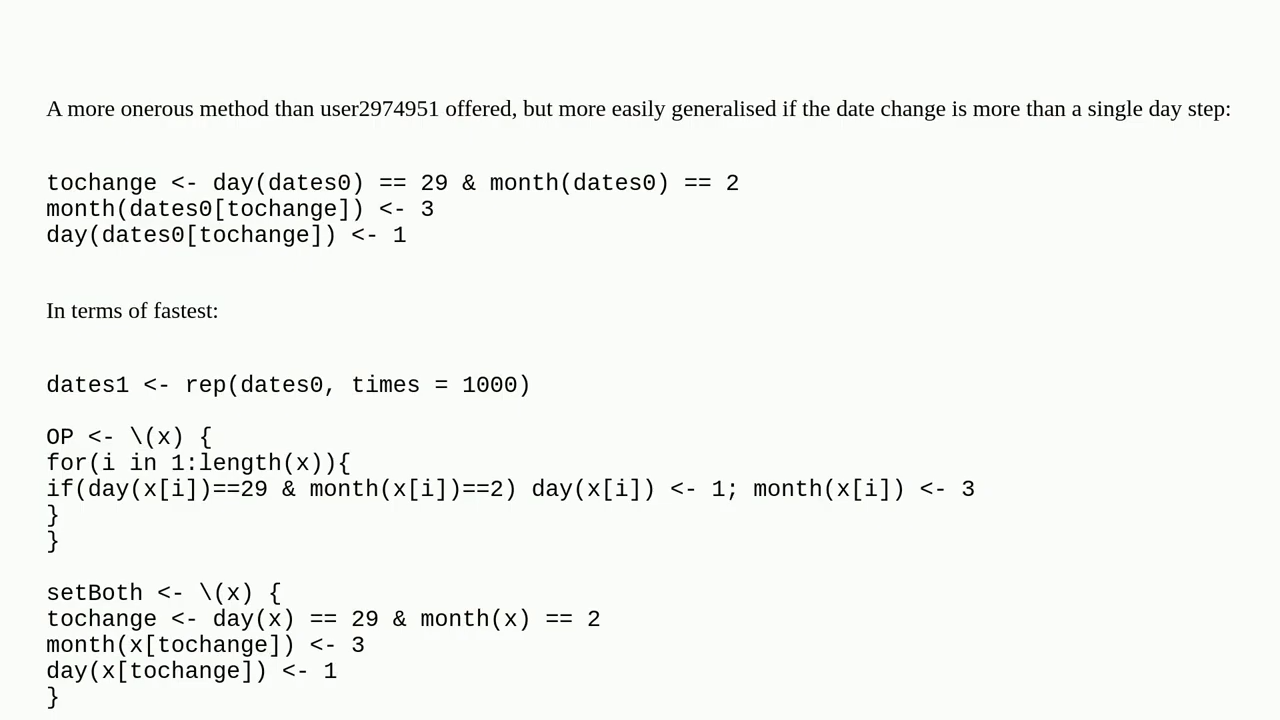 A more onerous method than user2974951 offered, but more easily generalised if the date change is more than a single day step:
tochange <- day(dates0) == 29 & month(dates0) == 2
month(dates0[tochange]) <- 3
day(dates0[tochange]) <- 1
In terms of fastest:
dates1 <- rep(dates0, times = 1000)
OP <- \(x) {
for(i in 1:length(x)){
if(day(x[i])==29 & month(x[i])==2) day(x[i]) <- 1; month(x[i]) <- 3
}
}
setBoth <- \(x) {
tochange <- day(x) == 29 & month(x) == 2
month(x[tochange]) <- 3
day(x[tochange]) <- 1
}